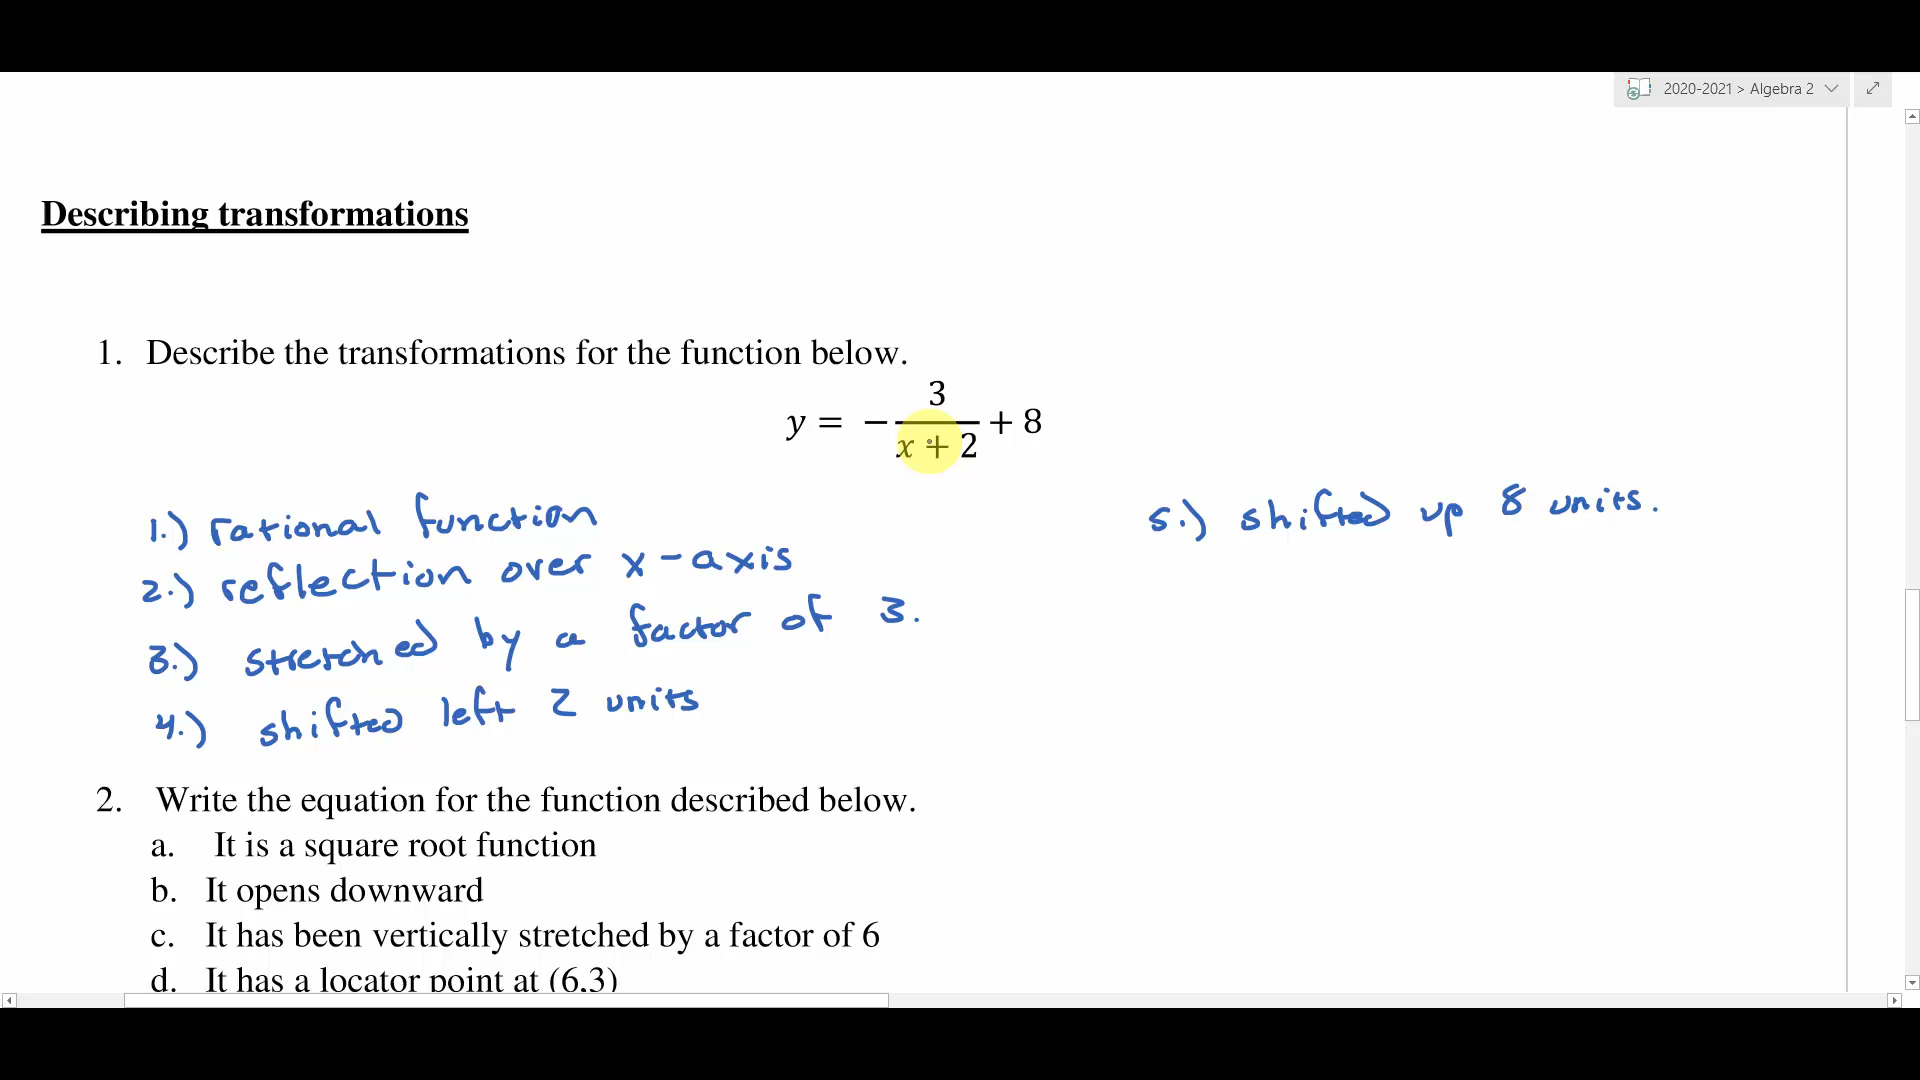 2020-2021 > Algebra 2
Describing transformations
1. Describe the transformations for the function below.
y = -\frac{3}{x + 2} + 8
1.) rational function
2.) reflection over x-axis
3.) stretched by a factor of 3.
4.) shifted left 2 units
5.) shifted up 8 units.
2. Write the equation for the function described below.
a. It is a square root function
b. It opens downward
c. It has been vertically stretched by a factor of 6
d. It has a locator point at (6,3)